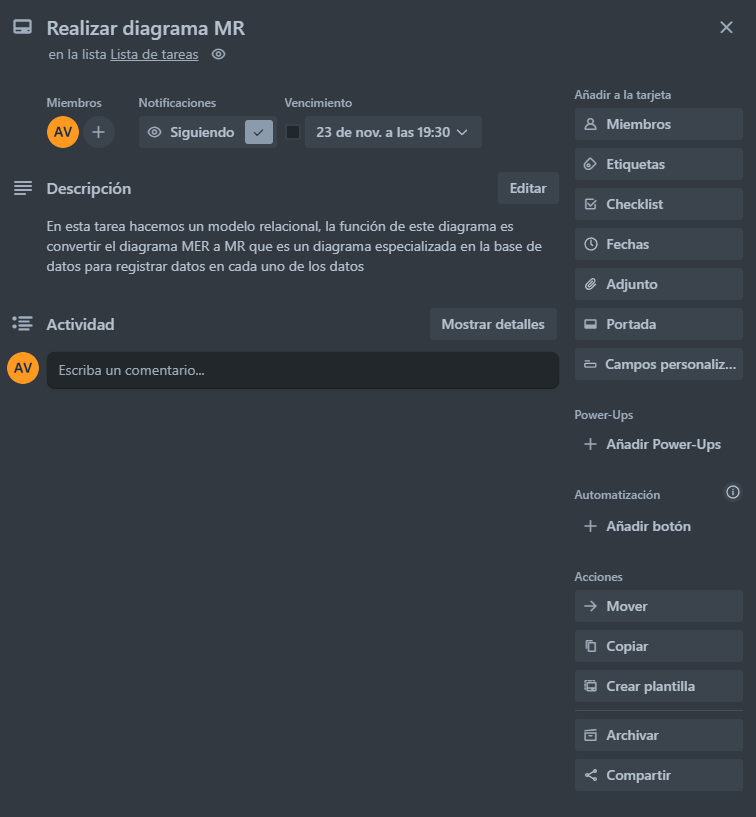 Realizar diagrama MR
en la lista Lista de tareas
Miembros
Notificaciones
Vencimiento
AV
Siguiendo
23 de nov. a las 19:30
Descripción
Editar
En esta tarea hacemos un modelo relacional, la función de este diagrama es
convertir el diagrama MER a MR que es un diagrama especializada en la base de
datos para registrar datos en cada uno de los datos
Actividad
Mostrar detalles
AV
Escriba un comentario...
Añadir a la tarjeta
Miembros
Etiquetas
Checklist
Fechas
Adjunto
Portada
Campos personaliz...
Power-Ups
Añadir Power-Ups
Automatización
Añadir botón
Acciones
Mover
Copiar
Crear plantilla
Archivar
Compartir